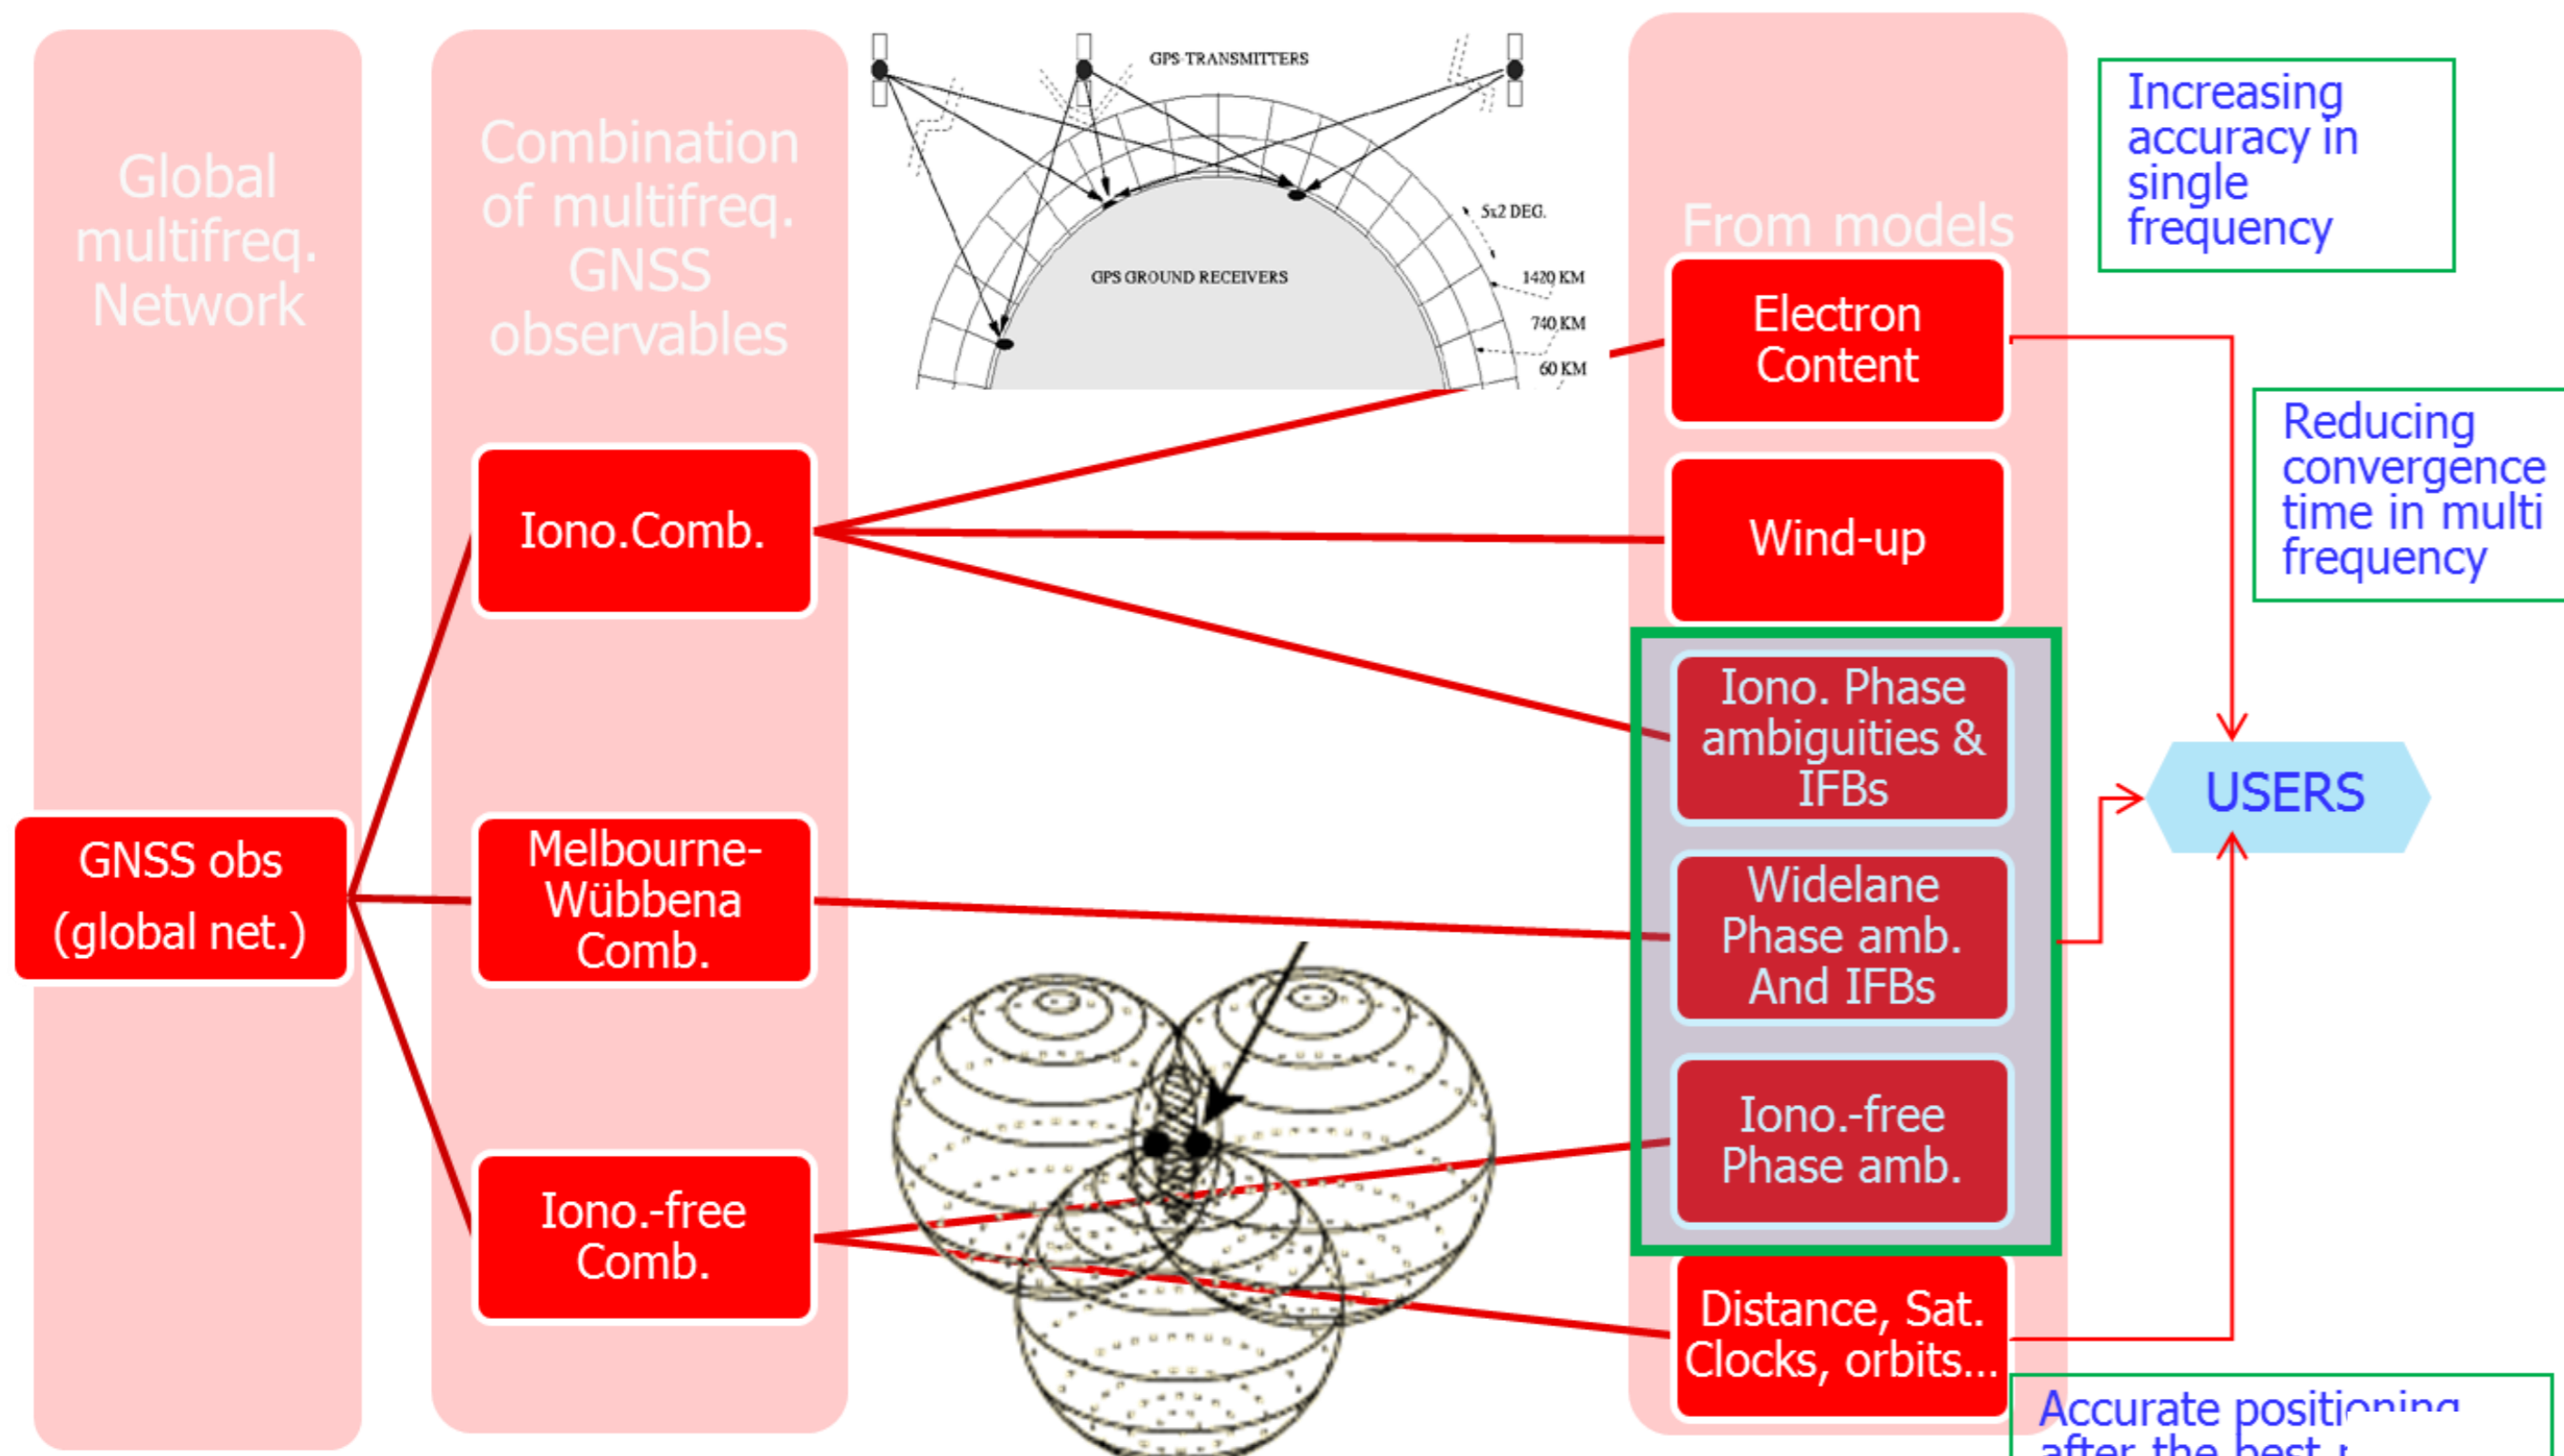 Global
multifreq.
Network
GNSS obs
(global net.)
Combination
of multifreq.
GNSS
observables
Iono.Comb.
Melbourne-
Wübbena
Comb.
Iono.-free
Comb.
GPS TRANSMITTERS
GPS GROUND RECEIVERS
5x2 DEG.
1420 KM
740 KM
60 KM
From models
Electron
Content
Wind-up
Iono. Phase
ambiguities &
IFBs
Widelane
Phase amb.
And IFBs
Iono.-free
Phase amb.
Distance, Sat.
Clocks, orbits...
Increasing
accuracy in
single
frequency
Reducing
convergence
time in multi
frequency
USERS
Accurate positioning
after the best